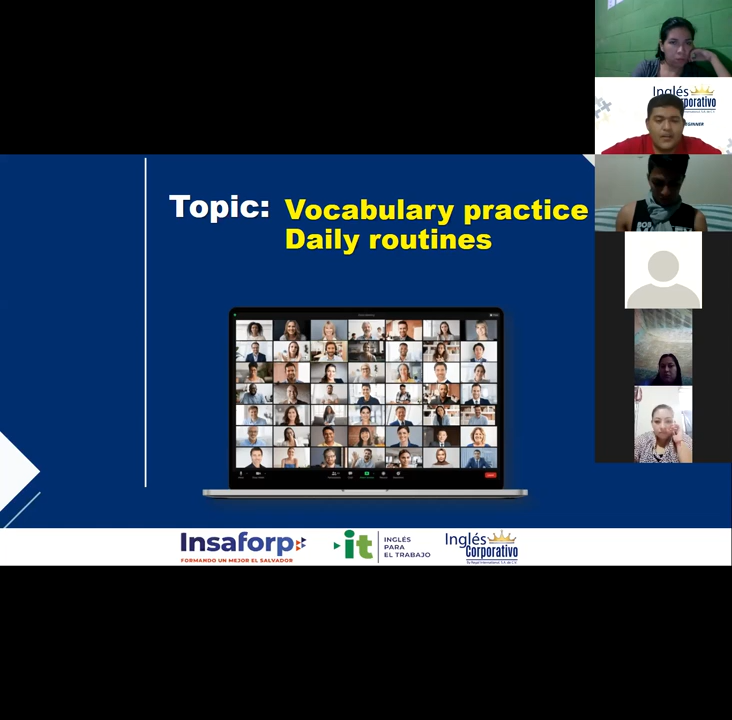 Topic: Vocabulary practice
Daily routines
Insaforp
FORMANDO UN MEJOR EL SALVADOR
it
INGLÉS
PARA
EL TRABAJO
Inglés
Corporativo
Inglés